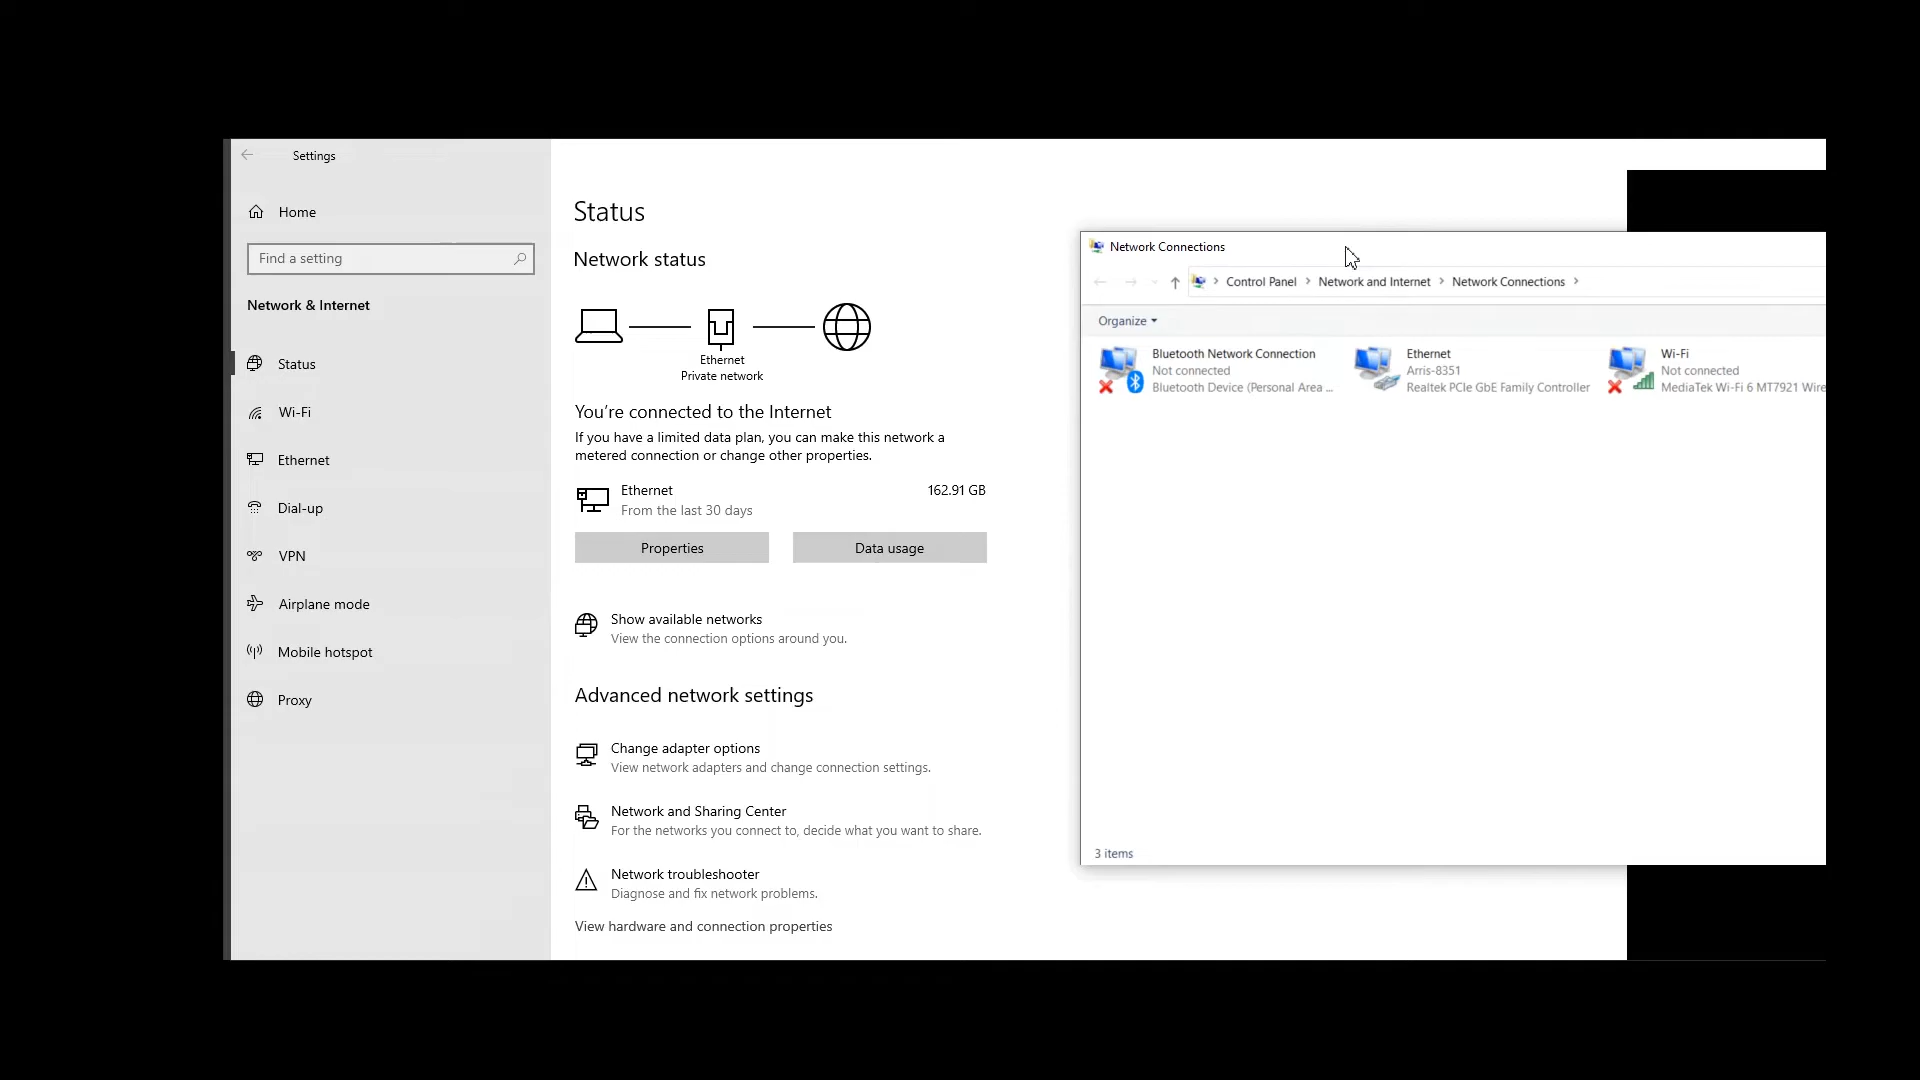 Settings
Home
Find a setting
Network & Internet
Status
Wi-Fi
Ethernet
Dial-up
VPN
Airplane mode
Mobile hotspot
Proxy
Status
Network status
Ethernet
Private network
You're connected to the Internet
If you have a limited data plan, you can make this network a
metered connection or change other properties.
Ethernet 162.91 GB
From the last 30 days
Properties Data usage
Show available networks
View the connection options around you.
Advanced network settings
Change adapter options
View network adapters and change connection settings.
Network and Sharing Center
For the networks you connect to, decide what you want to share.
Network troubleshooter
Diagnose and fix network problems.
View hardware and connection properties
Network Connections
Control Panel > Network and Internet > Network Connections >
Organize
Bluetooth Network Connection
Not connected
Bluetooth Device (Personal Area ...
Ethernet
Arris-8351
Realtek PCIe GbE Family Controller
Wi-Fi
Not connected
MediaTek Wi-Fi 6 MT7921 Wire
3 items